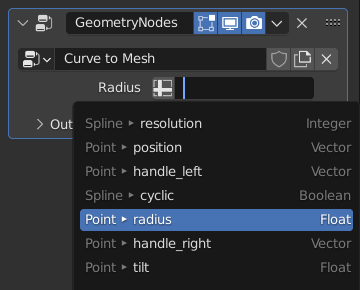 GeometryNodes
Curve to Mesh
Radius
Out
Spline ▸ resolution Integer
Point ▸ position Vector
Point ▸ handle_left Vector
Spline ▸ cyclic Boolean
Point ▸ radius Float
Point ▸ handle_right Vector
Point ▸ tilt Float